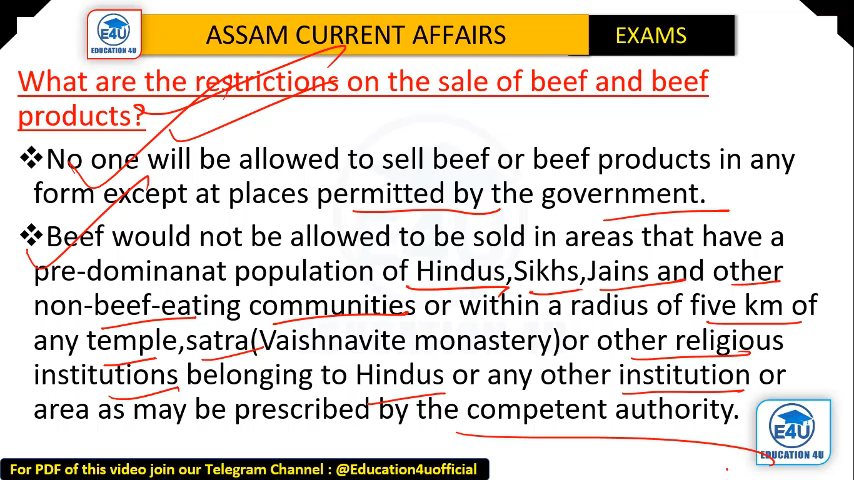 E4U
EDUCATION 4U
ASSAM CURRENT AFFAIRS
EXAMS
What are the restrictions on the sale of beef and beef
products?
❖No one will be allowed to sell beef or beef products in any
form except at places permitted by the government.
❖Beef would not be allowed to be sold in areas that have a
pre-dominanat population of Hindus,Sikhs,Jains and other
non-beef-eating communities or within a radius of five km of
any temple,satra(Vaishnavite monastery)or other religious
institutions belonging to Hindus or any other institution or
area as may be prescribed by the competent authority.
E4U
EDUCATION 4U
For PDF of this video join our Telegram Channel : @Education4uofficial